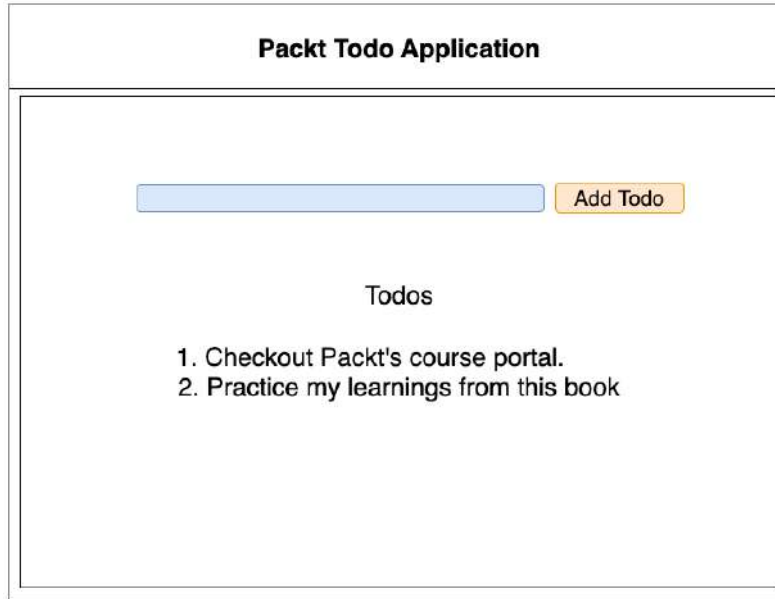 Packt Todo Application
Add Todo
Todos
1. Checkout Packt's course portal.
2. Practice my learnings from this book